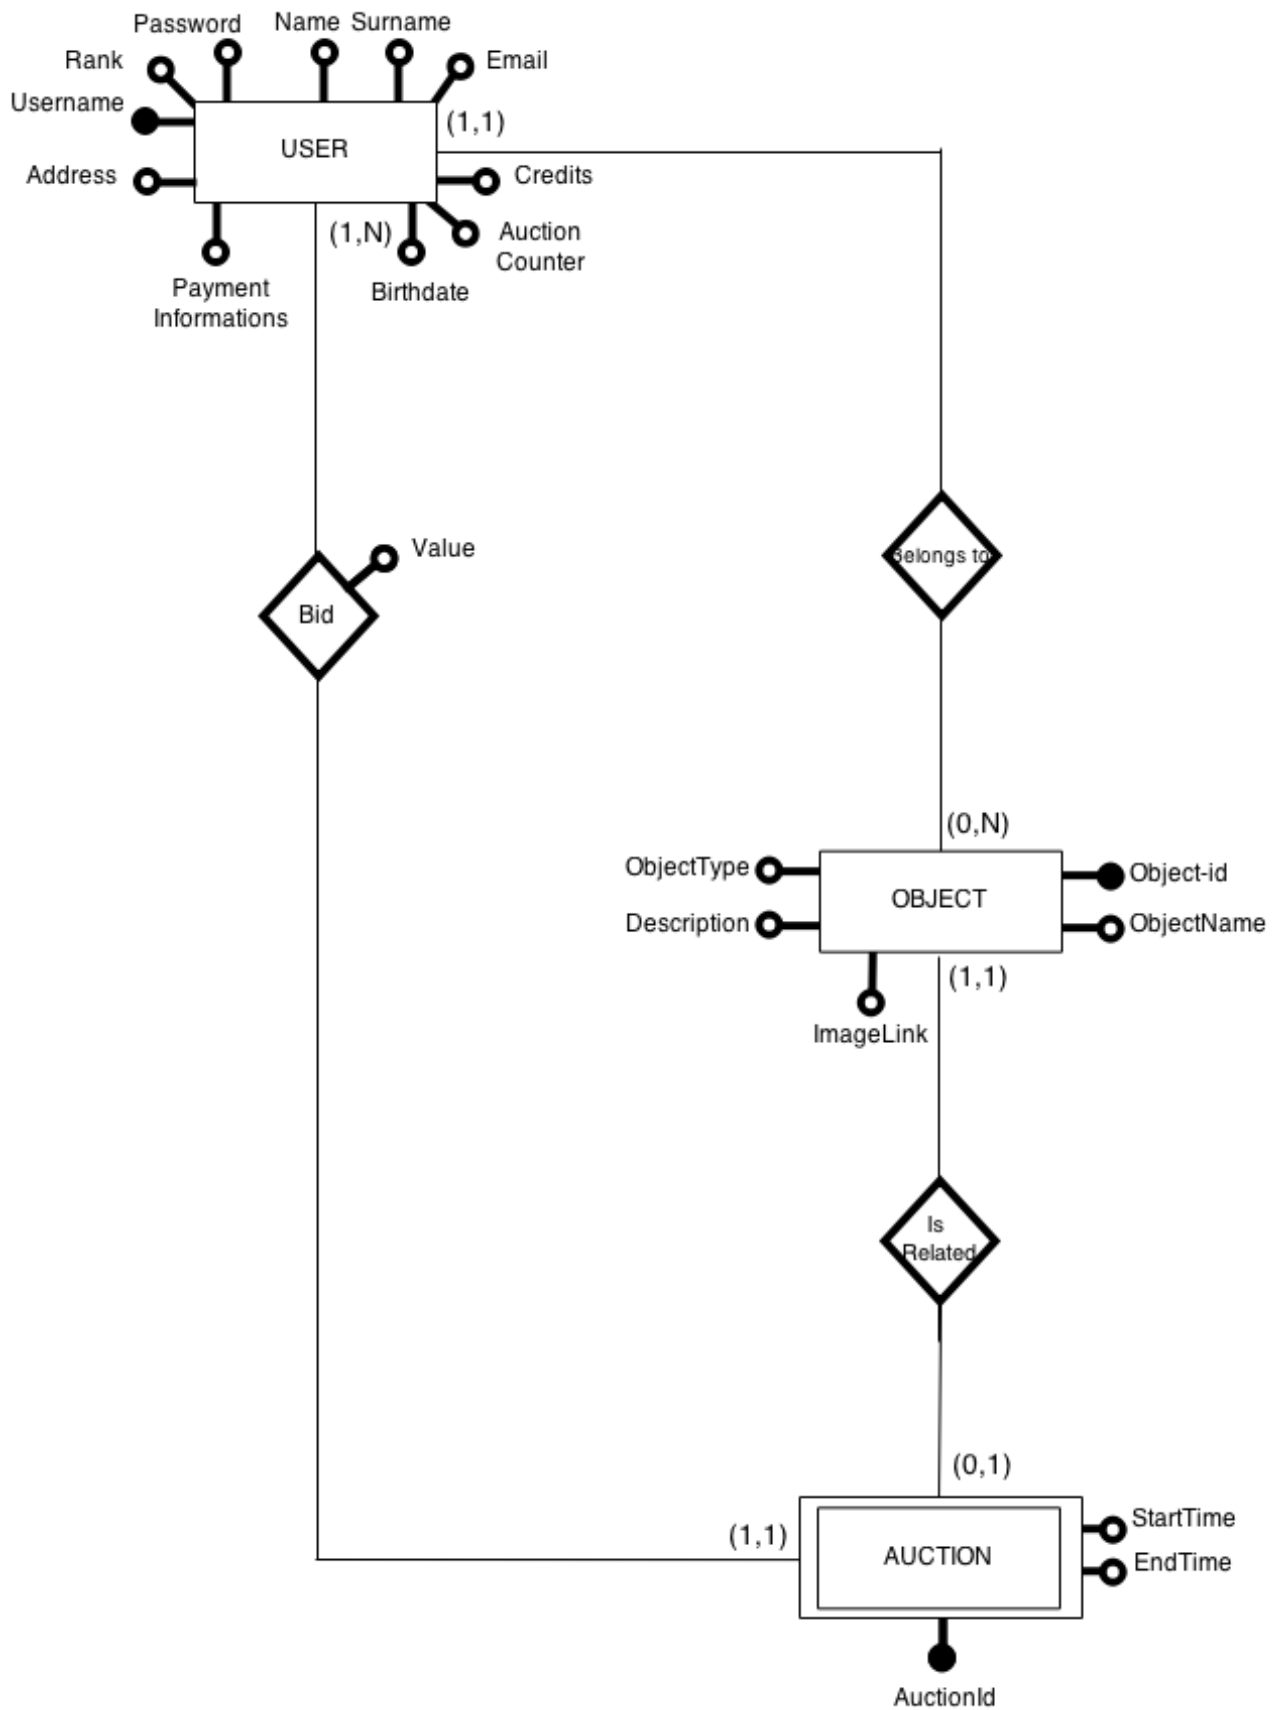 Password
Name
Surname
Rank
Email
Username
(1,1)
USER
Address
Credits
(1,N)
Auction
Counter
Payment
Informations
Birthdate
Value
Bid
Belongs to
(0,N)
ObjectType
Object-id
OBJECT
Description
ObjectName
(1,1)
ImageLink
Is
Related
(0,1)
StartTime
(1,1)
AUCTION
EndTime
AuctionId